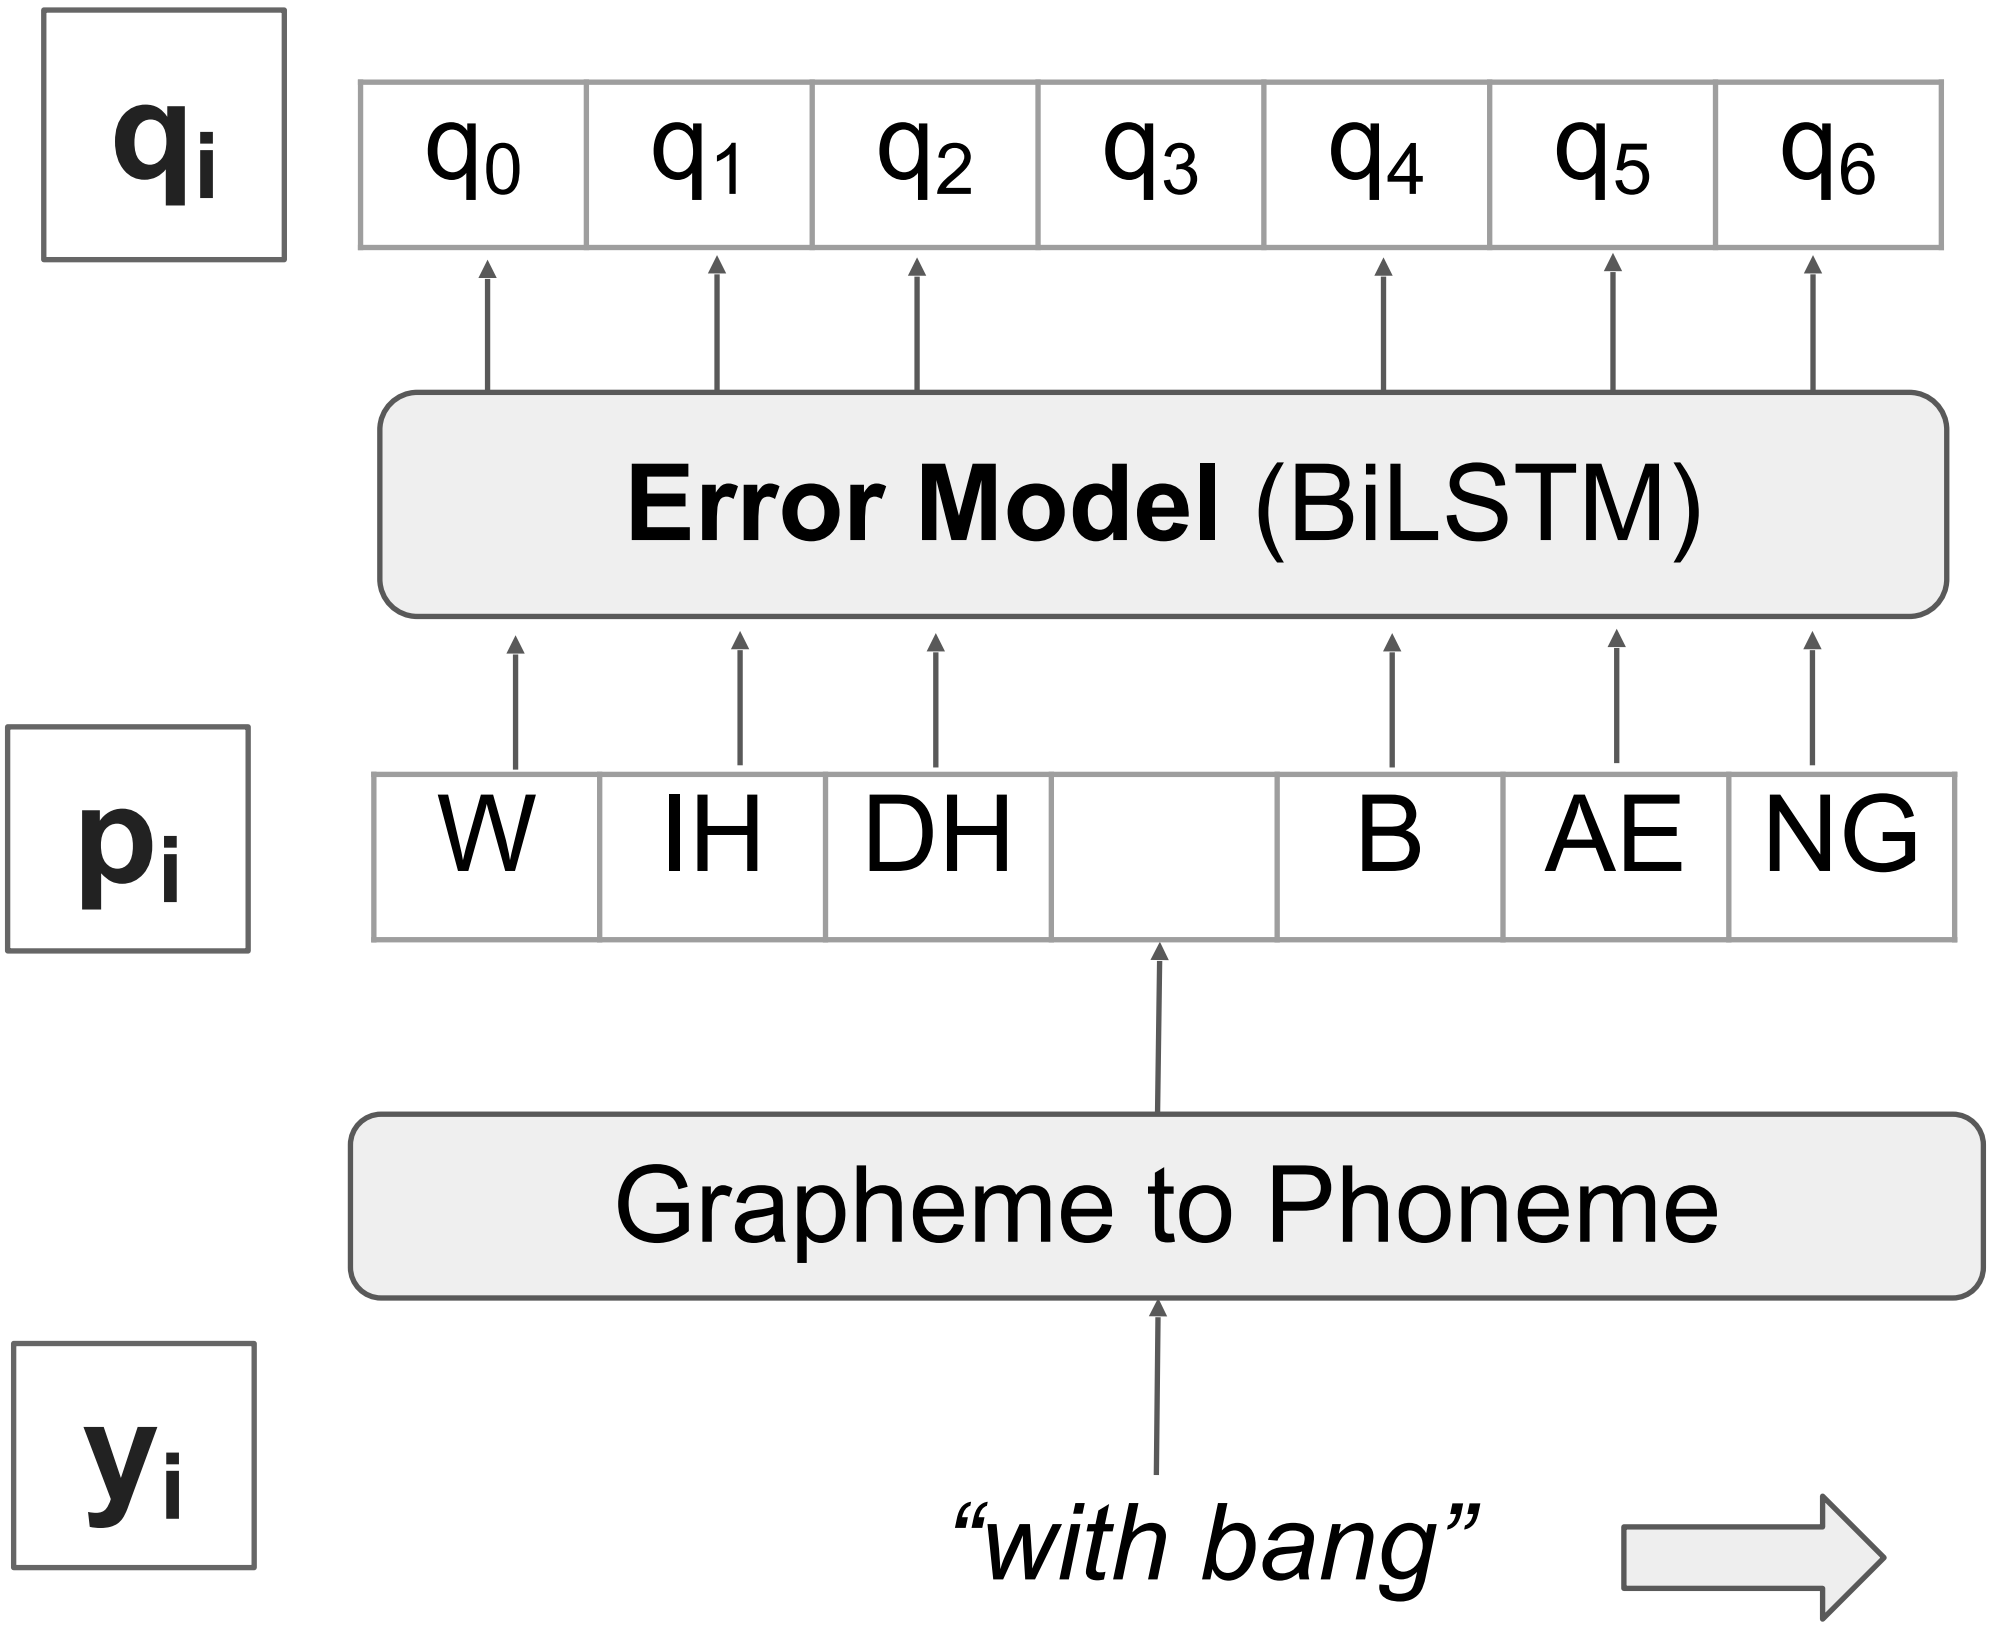 qi q0 q1 q2 q3 q4 q5 q6
Error Model (BiLSTM)
pi W IH DH B AE NG
Grapheme to Phoneme
yi
“with bang”